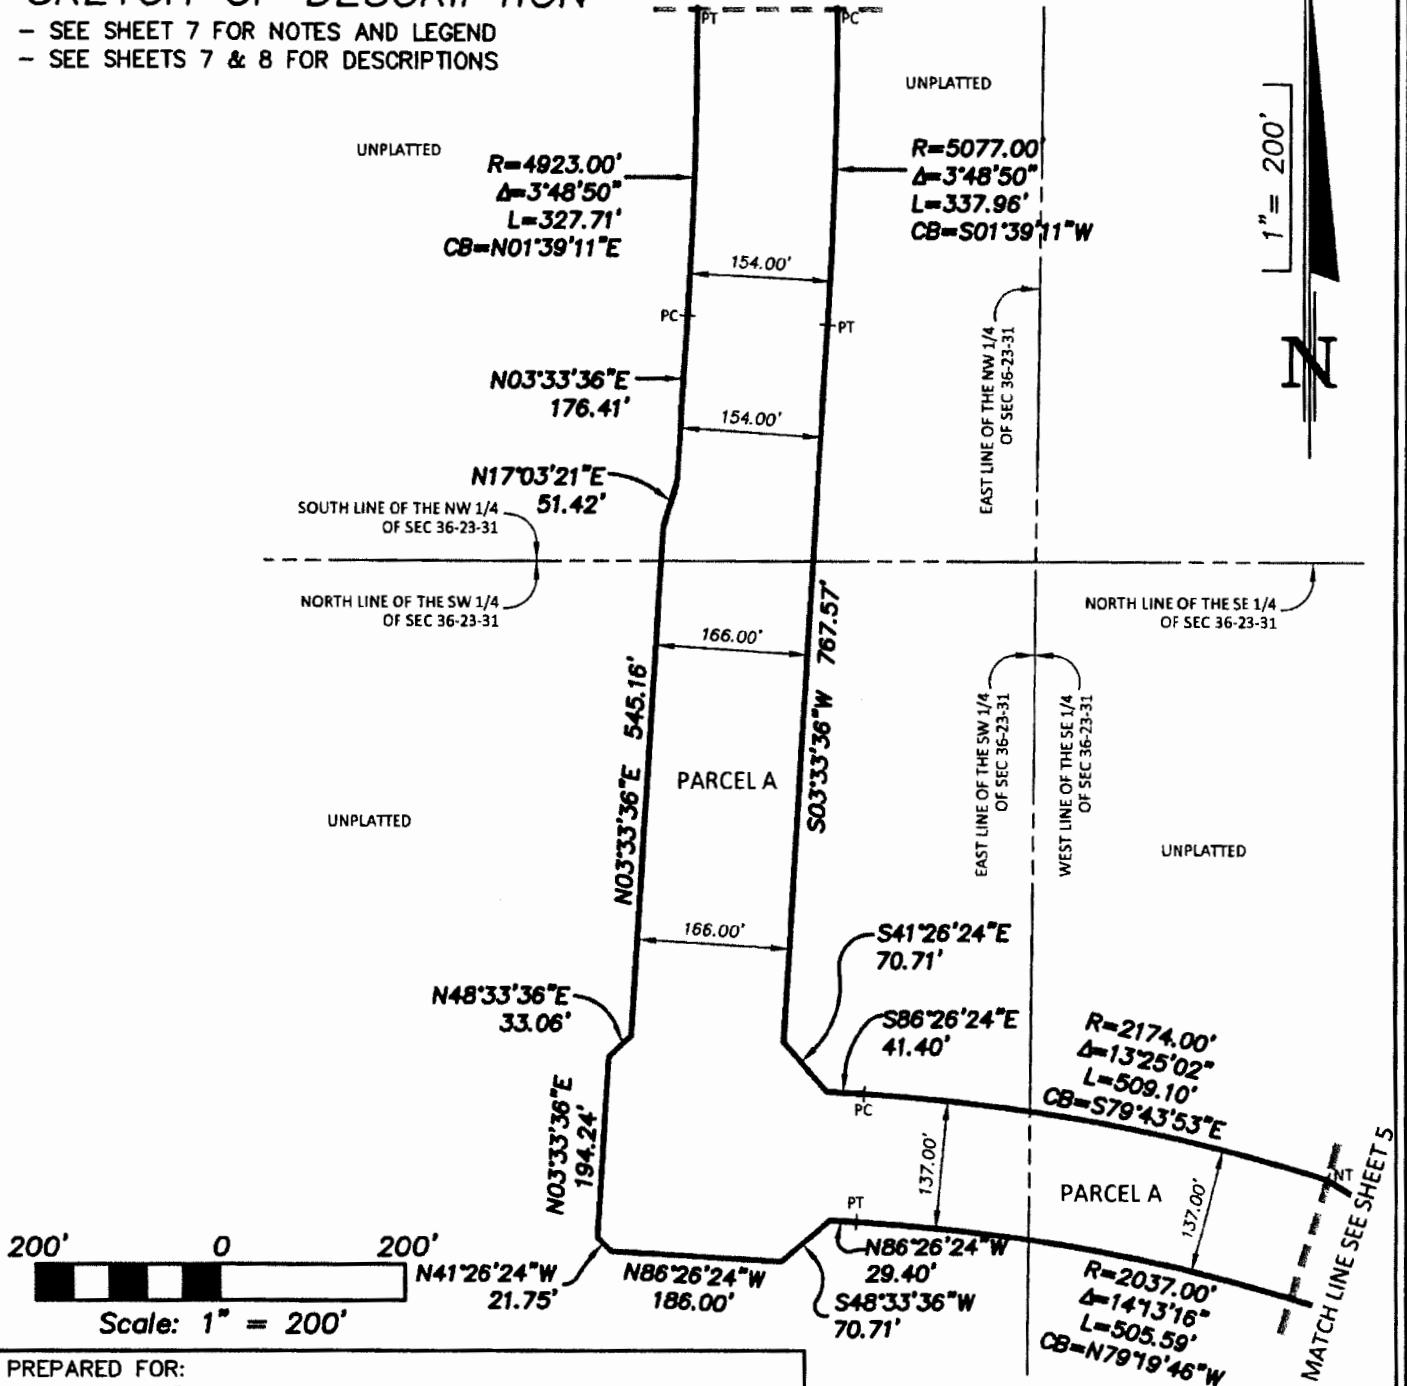 SKETCH OF DESCRIPTION
- SEE SHEET 7 FOR NOTES AND LEGEND
- SEE SHEETS 7 & 8 FOR DESCRIPTIONS
PT
PC
UNPLATTED
UNPLATTED
R=4923.00'
Δ=3°48'50"
L=327.71'
CB=N01°39'11"E
R=5077.00'
Δ=3°48'50"
L=337.96'
CB=S01°39'11"W
1"= 200'
N
154.00'
PC
PT
EAST LINE OF THE NW 1/4
OF SEC 36-23-31
N03°33'36"E
176.41'
154.00'
N17°03'21"E
51.42'
SOUTH LINE OF THE NW 1/4
OF SEC 36-23-31
NORTH LINE OF THE SW 1/4
OF SEC 36-23-31
NORTH LINE OF THE SE 1/4
OF SEC 36-23-31
166.00'
N03°33'36"E 545.16'
S03°33'36"W 767.57'
PARCEL A
EAST LINE OF THE SW 1/4
OF SEC 36-23-31
WEST LINE OF THE SE 1/4
OF SEC 36-23-31
UNPLATTED
UNPLATTED
166.00'
S41°26'24"E
70.71'
N48°33'36"E
33.06'
S86°26'24"E
41.40'
R=2174.00'
Δ=13°25'02"
L=509.10'
CB=S79°43'53"E
PC
N03°33'36"E
194.24'
137.00'
PARCEL A
137.00'
NT
MATCH LINE SEE SHEET 5
PT
N86°26'24"W
29.40'
200' 0 200'
Scale: 1" = 200'
N41°26'24"W
21.75'
N86°26'24"W
186.00'
S48°33'36"W
70.71'
R=2037.00'
Δ=14°13'16"
L=505.59'
CB=N79°19'46"W
PREPARED FOR: